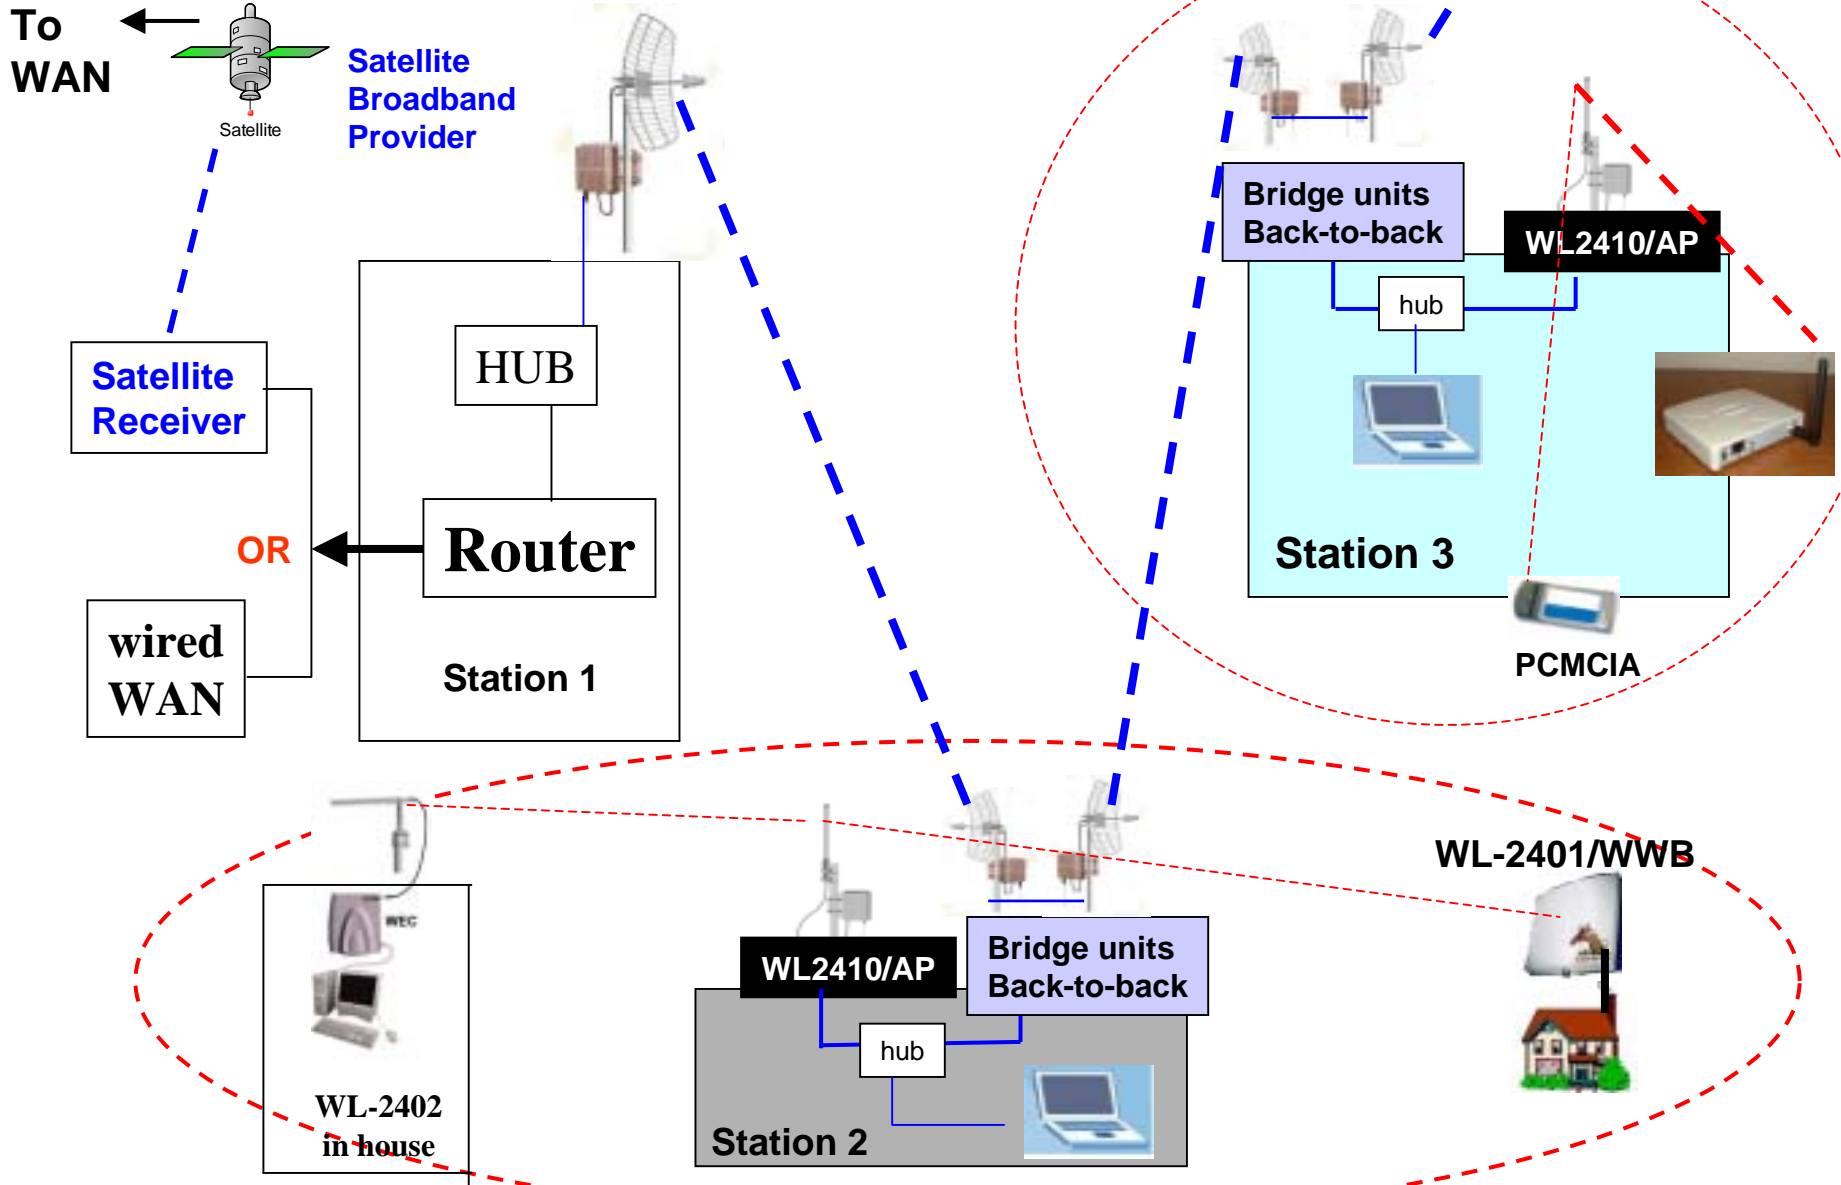 To
WAN
Satellite
Satellite
Broadband
Provider
Bridge units
Back-to-back
WL2410/AP
hub
HUB
Satellite
Receiver
OR
Router
Station 3
wired
WAN
Station 1
PCMCIA
WL-2401/WWB
WEC
WL2410/AP
Bridge units
Back-to-back
hub
WL-2402
in house
Station 2